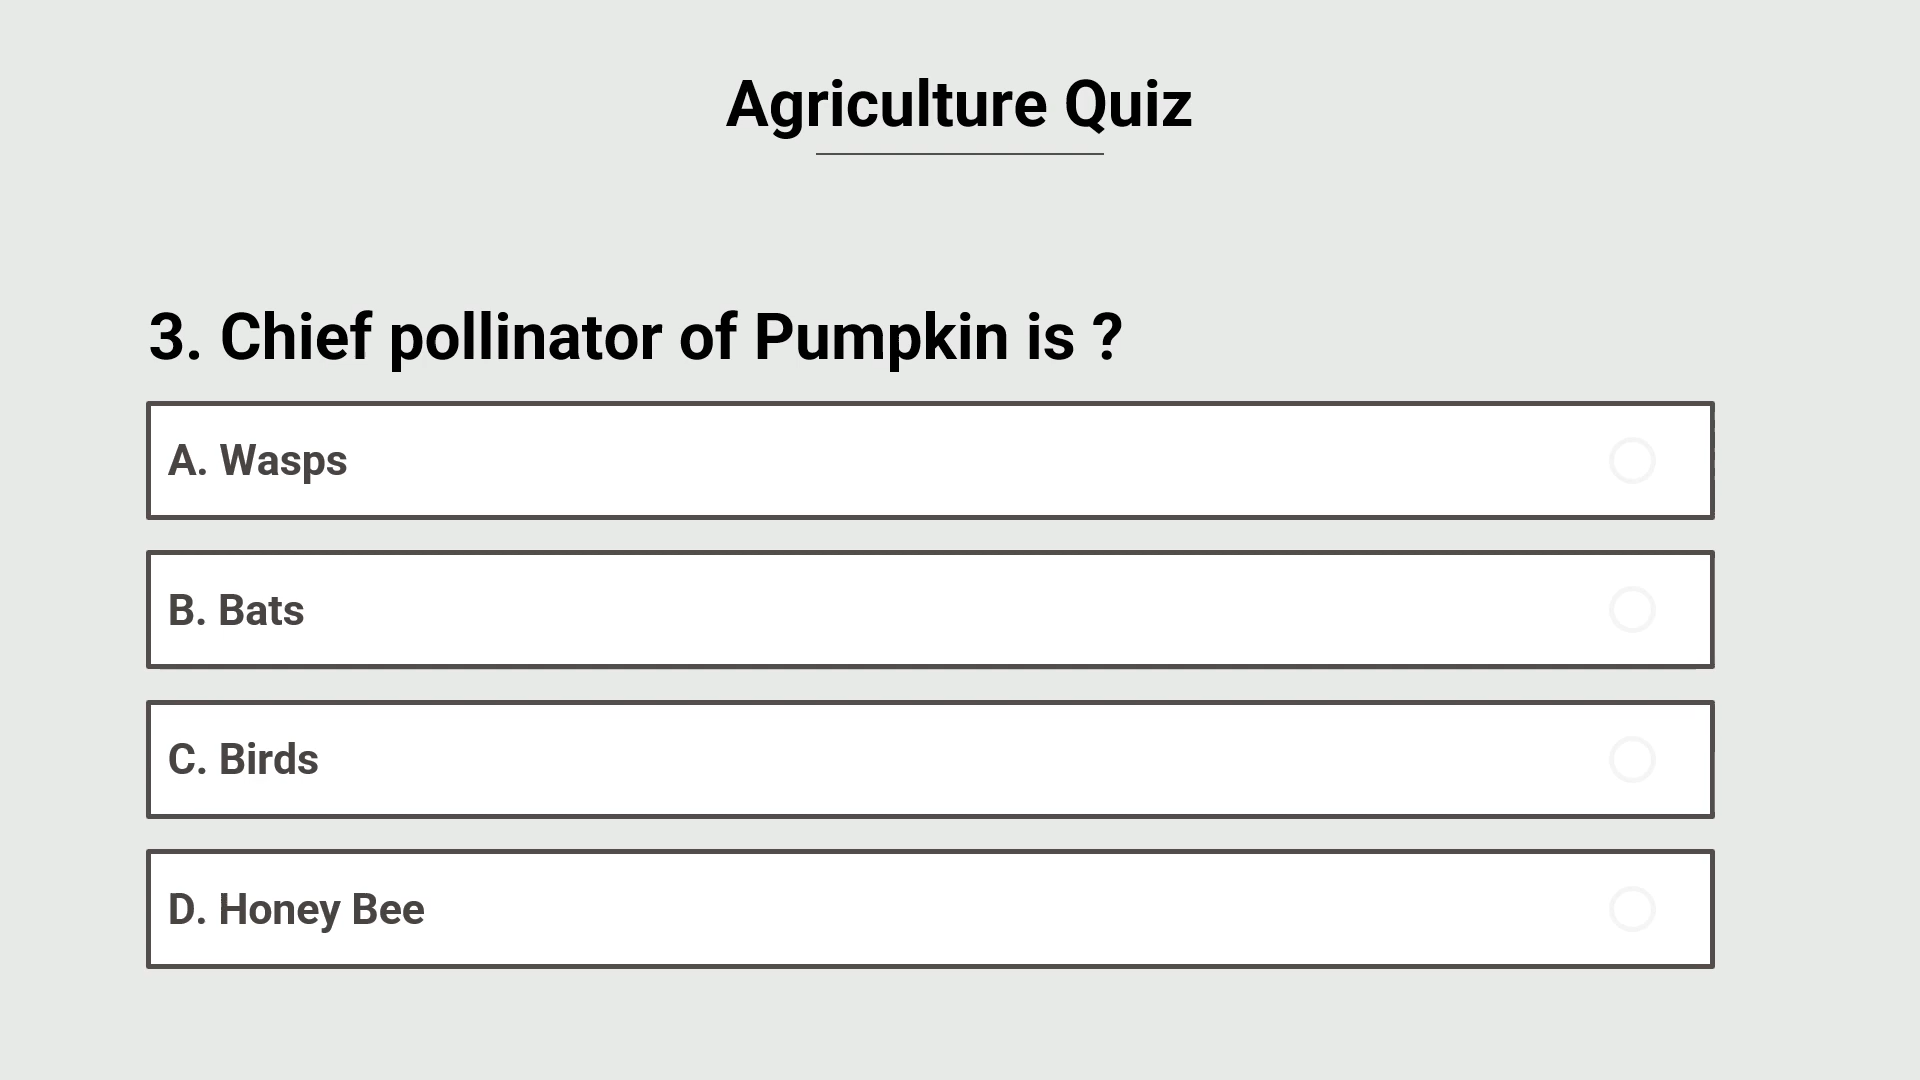 Agriculture Quiz
3. Chief pollinator of Pumpkin is ?
A. Wasps
B. Bats
C. Birds
D. Honey Bee